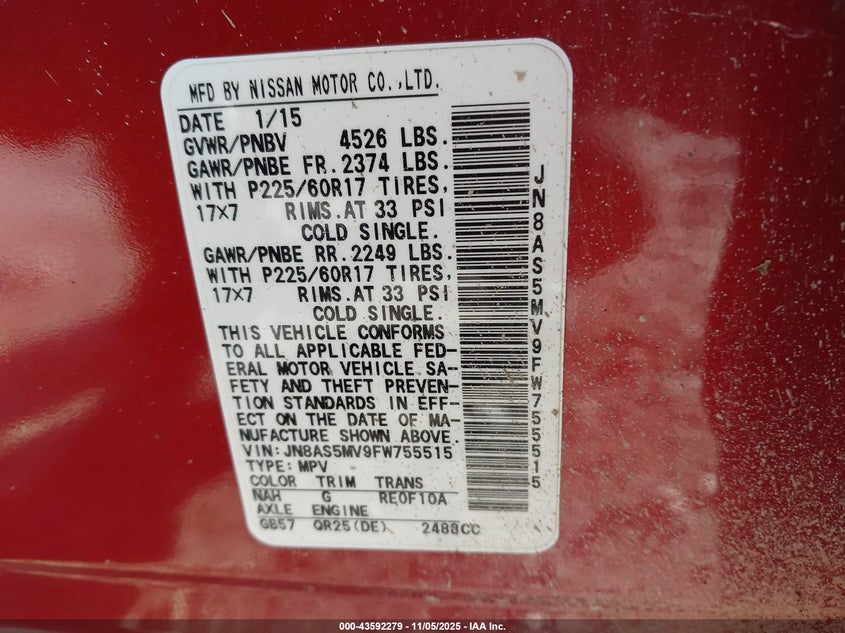 MFD BY NISSAN MOTOR CO.,LTD.
DATE 1/15
GVWR/PNBV 4526 LBS.
GAWR/PNBE FR.2374 LBS.
WITH P225/60R17 TIRES,
17×7 RIMS.AT 33 PSI
COLD SINGLE.
GAWR/PNBE RR.2249 LBS.
WITH P225/60R17 TIRES,
17×7 RIMS.AT 33 PSI
COLD SINGLE.
THIS VEHICLE CONFORMS
TO ALL APPLICABLE FED-
ERAL MOTOR VEHICLE SA-
FETY AND THEFT PREVEN-
TION STANDARDS IN EFF-
ECT ON THE DATE OF MA-
NUFACTURE SHOWN ABOVE.
VIN:JN8AS5MV9FW755515
TYPE:MPV
COLOR TRIM TRANS
NAH G RE0F10A
AXLE ENGINE
GB57 QR25(DE) 2488CC
JN8AS5MV9FW755515
000-43592279 - 11/05/2025 - IAA Inc.